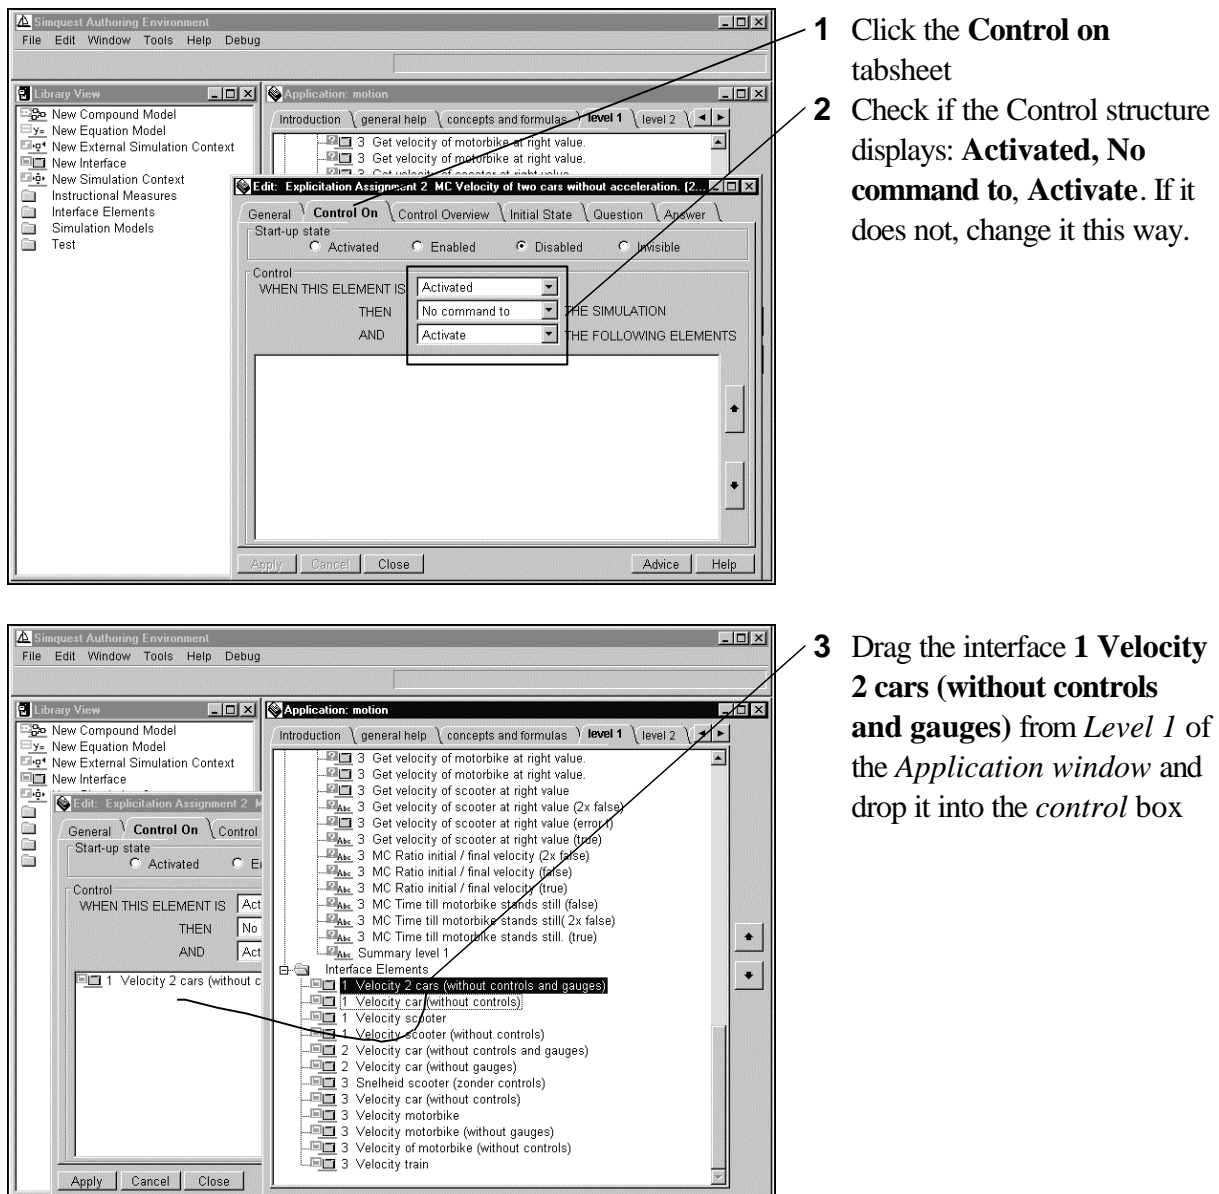 Simquest Authoring Environment
File Edit Window Tools Help Debug
Library View
New Compound Model
New Equation Model
New External Simulation Context
New Interface
New Simulation Context
Instructional Measures
Interface Elements
Simulation Models
Test
Application: motion
Introduction general help concepts and formulas level 1 level 2
3 Get velocity of motorbike at right value.
3 Get velocity of motorbike at right value.
3 Get velocity of scooter at right value
Edit: Explicitation Assignment 2 MC Velocity of two cars without acceleration. (2...
General Control On Control Overview Initial State Question Answer
Start-up state
Activated Enabled Disabled Invisible
Control
WHEN THIS ELEMENT IS Activated
THEN No command to THE SIMULATION
AND Activate THE FOLLOWING ELEMENTS
Apply Cancel Close Advice Help
1 Click the Control on
tabsheet
2 Check if the Control structure
displays: Activated, No
command to, Activate. If it
does not, change it this way.
Simquest Authoring Environment
File Edit Window Tools Help Debug
Library View
New Compound Model
New Equation Model
New External Simulation Context
New Interface
Edit: Explicitation Assignment 2 M
General Control On Control
Start-up state
Activated En
Control
WHEN THIS ELEMENT IS Act
THEN No
AND Act
1 Velocity 2 cars (without c
Apply Cancel Close
Application: motion
Introduction general help concepts and formulas level 1 level 2
3 Get velocity of motorbike at right value.
3 Get velocity of motorbike at right value.
3 Get velocity of scooter at right value
3 Get velocity of scooter at right value (2x false)
3 Get velocity of scooter at right value (error t)
3 Get velocity of scooter at right value (true)
3 MC Ratio initial / final velocity (2x false)
3 MC Ratio initial / final velocity (false)
3 MC Ratio initial / final velocity (true)
3 MC Time till motorbike stands still (false)
3 MC Time till motorbike stands still( 2x false)
3 MC Time till motorbike stands still. (true)
Summary level 1
Interface Elements
1 Velocity 2 cars (without controls and gauges)
1 Velocity car (without controls)
1 Velocity scooter
1 Velocity scooter (without controls)
2 Velocity car (without controls and gauges)
2 Velocity car (without gauges)
3 Snelheid scooter (zonder controls)
3 Velocity car (without controls)
3 Velocity motorbike
3 Velocity motorbike (without gauges)
3 Velocity of motorbike (without controls)
3 Velocity train
3 Drag the interface 1 Velocity
2 cars (without controls
and gauges) from Level 1 of
the Application window and
drop it into the control box